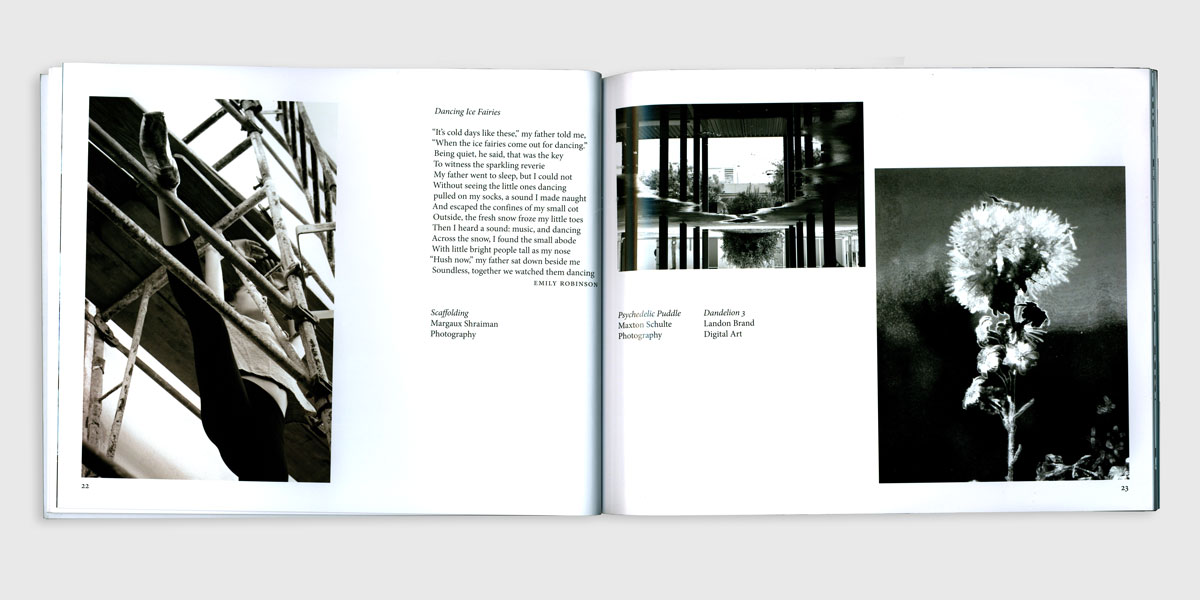 Dancing Ice Fairies
“It’s cold days like these,” my father told me,
“When the ice fairies come out for dancing.”
Being quiet, he said, that was the key
To witness the sparkling reverie
My father went to sleep, but I could not
Without seeing the little ones dancing
pulled on my socks, a sound I made naught
And escaped the confines of my small cot
Outside, the fresh snow froze my little toes
Then I heard a sound: music, and dancing
Across the snow, I found the small abode
With little bright people tall as my nose
“Hush now,” my father sat down beside me
Soundless, together we watched them dancing
EMILY ROBINSON
Scaffolding
Margaux Shraiman
Photography
22
Psychedelic Puddle
Maxton Schulte
Photography
Dandelion 3
Landon Brand
Digital Art
23